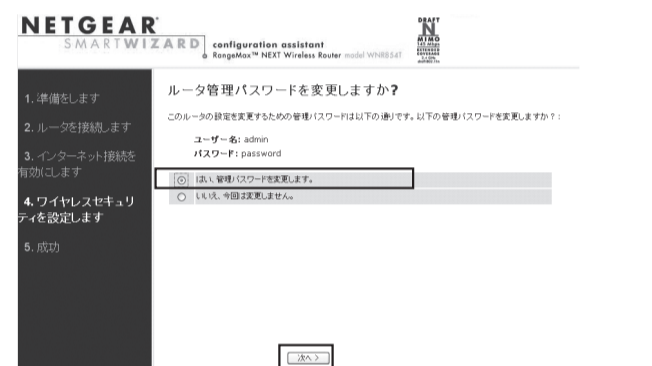 NETGEAR
SMARTWIZARD
configuration assistant
RangeMax™ NEXT Wireless Router model WNR854T
DRAFT
N
MIMO
1. 準備をします
2. ルータを接続します
3. インターネット接続を
有効にします
4. ワイヤレスセキュリ
ティを設定します
5. 成功
ルータ管理パスワードを変更しますか?
このルータの設定を変更するための管理パスワードは以下の通りです。以下の管理パスワードを変更しますか?:
ユーザー名: admin
パスワード: password
はい、管理パスワードを変更します。
いいえ、今回は変更しません。
次へ >